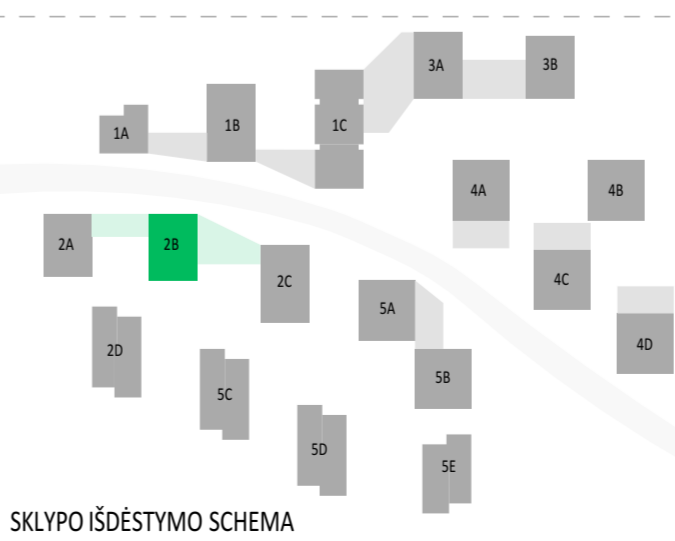 3A
3B
1A
1B
1C
4A
4B
2A
2B
2C
4C
5A
4D
2D
5B
5C
5D
5E
SKLYPO IŠDĖSTYMO SCHEMA